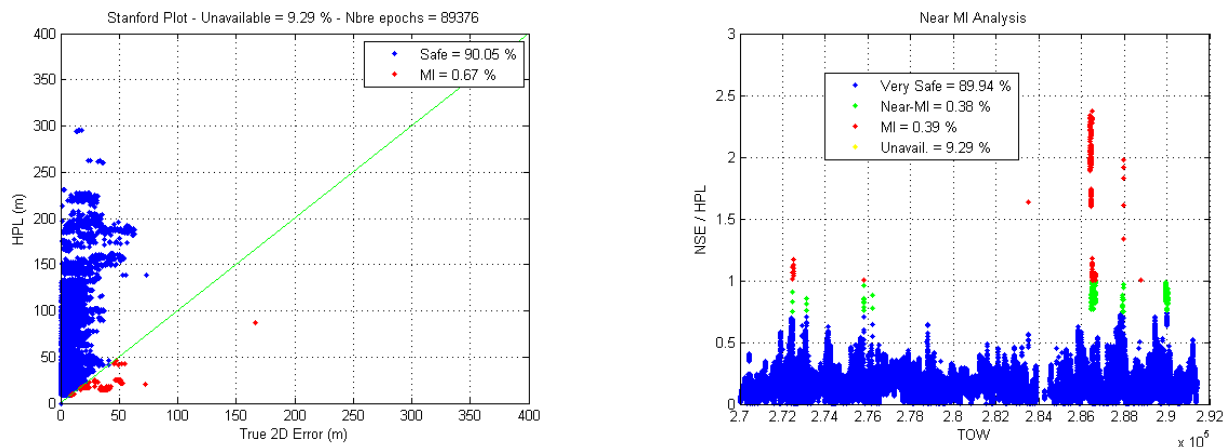 Stanford Plot - Unavailable = 9.29 % - Nbre epochs = 89376
400
350
300
250
200
150
100
50
0
HPL (m)
Safe = 90.05 %
MI = 0.67 %
0 50 100 150 200 250 300 350 400
True 2D Error (m)
Near MI Analysis
3
2.5
2
1.5
1
0.5
0
NSE / HPL
Very Safe = 89.94 %
Near-MI = 0.38 %
MI = 0.39 %
Unavail. = 9.29 %
2.7 2.72 2.74 2.76 2.78 2.8 2.82 2.84 2.86 2.88 2.9 2.92
TOW
x 10^5